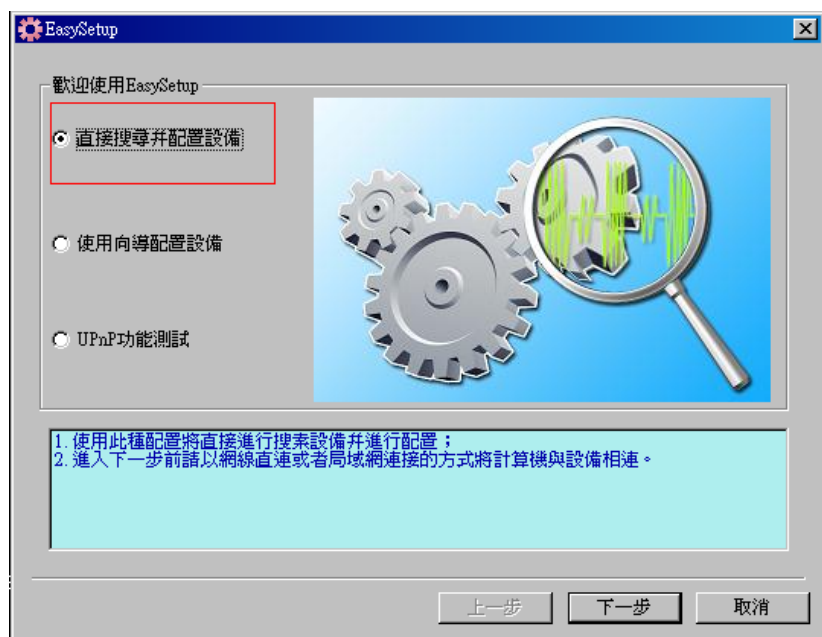 EasySetup
歡迎使用EasySetup
直接搜尋并配置設備
使用向導配置設備
UPnP功能測試
1.使用此種配置將直接進行搜素設備并進行配置；
2.進入下一步前請以網線直連或者局域網連接的方式將計算機與設備相連。
上一步
下一步
取消